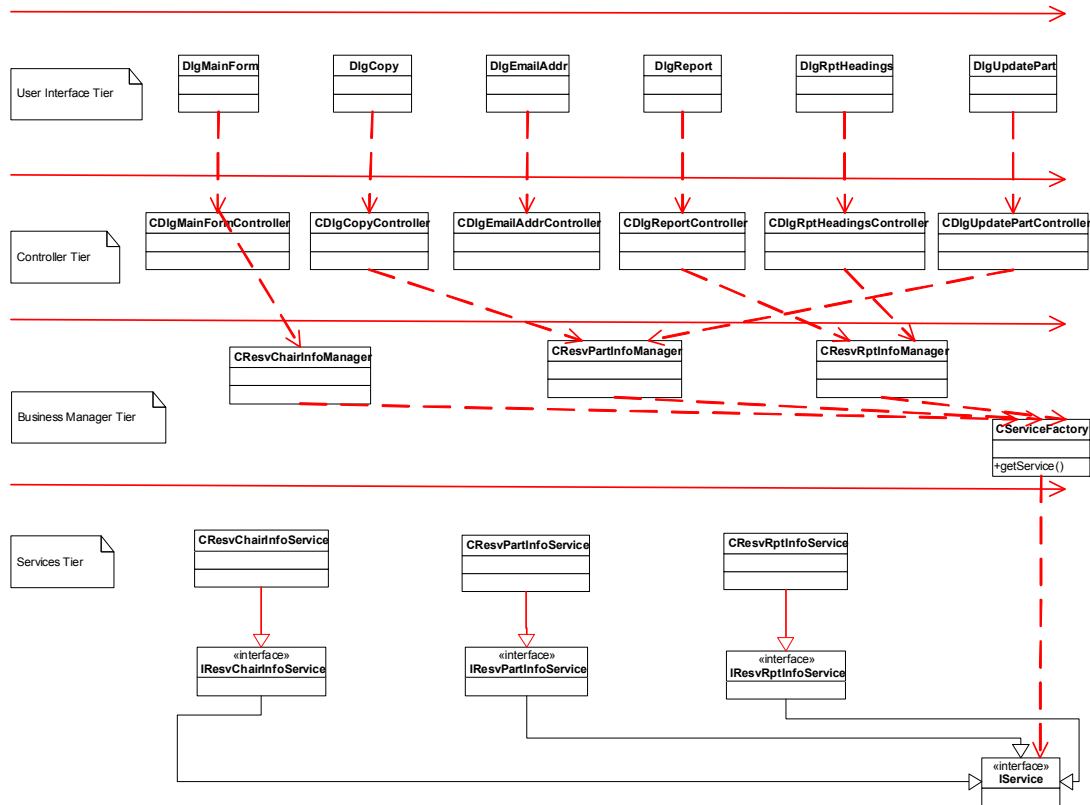 DlgMainForm
DlgCopy
DlgEmailAddr
DlgReport
DlgRptHeadings
DlgUpdatePart
User Interface Tier
CDlgMainFormController
CDlgCopyController
CDlgEmailAddrController
CDlgReportController
CDlgRptHeadingsController
CDlgUpdatePartController
Controller Tier
CResvChairInfoManager
CResvPartInfoManager
CResvRptInfoManager
Business Manager Tier
CServiceFactory
+getService()
CResvChairInfoService
CResvPartInfoService
CResvRptInfoService
Services Tier
«interface»
IResvChairInfoService
«interface»
IResvPartInfoService
«interface»
IResvRptInfoService
«interface»
IService